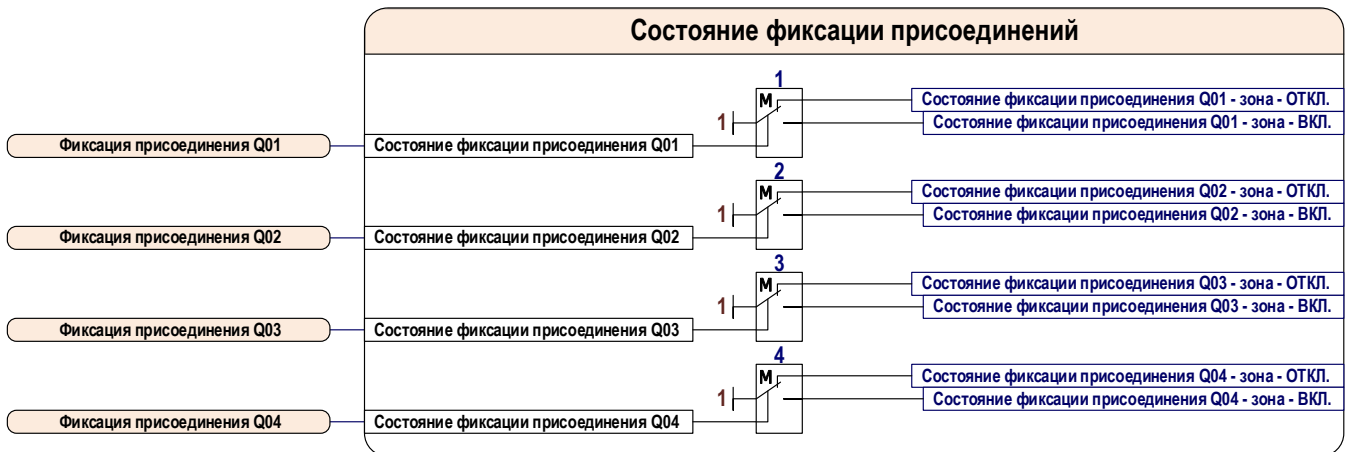 Состояние фиксации присоединений
1
М
Состояние фиксации присоединения Q01 - зона - ОТКЛ.
1
Состояние фиксации присоединения Q01 - зона - ВКЛ.
Фиксация присоединения Q01
Состояние фиксации присоединения Q01
2
М
Состояние фиксации присоединения Q02 - зона - ОТКЛ.
1
Состояние фиксации присоединения Q02 - зона - ВКЛ.
Фиксация присоединения Q02
Состояние фиксации присоединения Q02
3
М
Состояние фиксации присоединения Q03 - зона - ОТКЛ.
1
Состояние фиксации присоединения Q03 - зона - ВКЛ.
Фиксация присоединения Q03
Состояние фиксации присоединения Q03
4
М
Состояние фиксации присоединения Q04 - зона - ОТКЛ.
1
Состояние фиксации присоединения Q04 - зона - ВКЛ.
Фиксация присоединения Q04
Состояние фиксации присоединения Q04